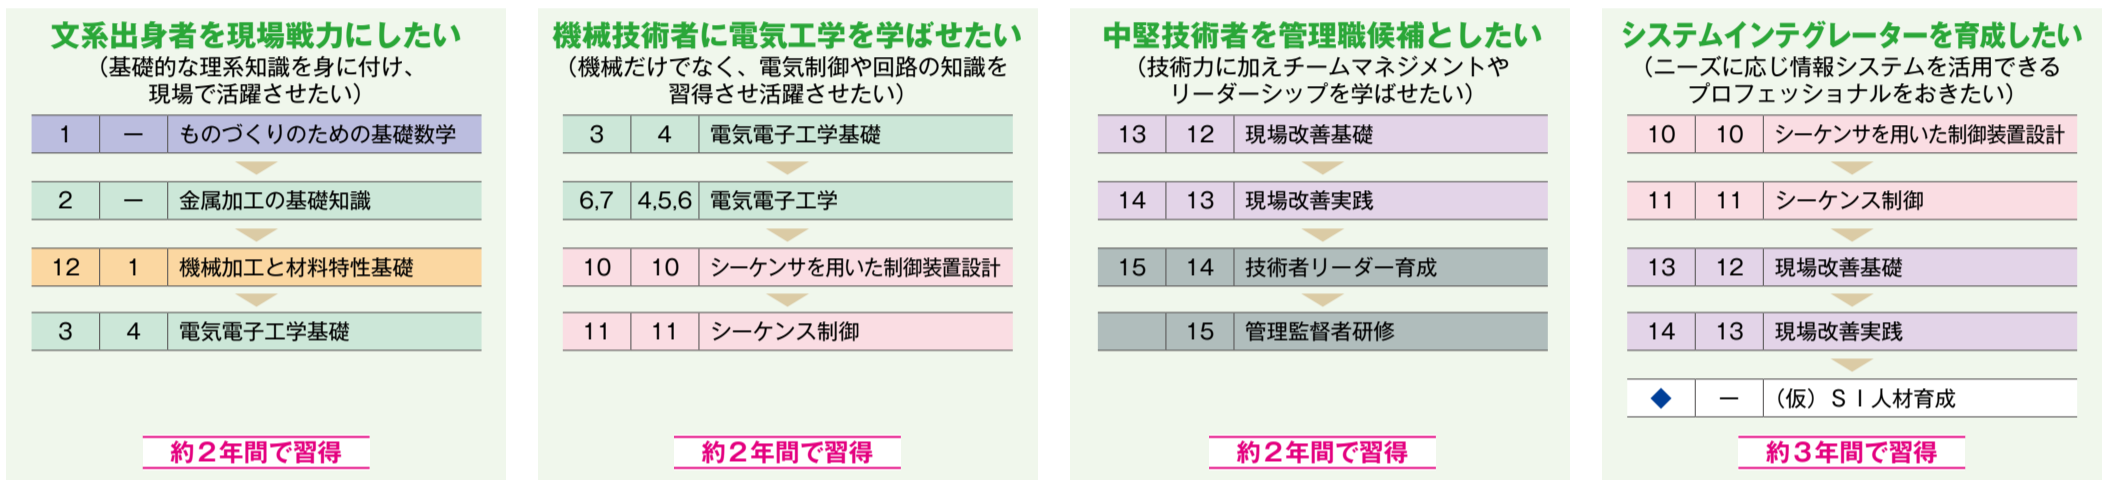 文系出身者を現場戦力にしたい
（基礎的な理系知識を身に付け、
現場で活躍させたい）
1 － ものづくりのための基礎数学
2 － 金属加工の基礎知識
12 1 機械加工と材料特性基礎
3 4 電気電子工学基礎
約２年間で習得
機械技術者に電気工学を学ばせたい
（機械だけでなく、電気制御や回路の知識を
習得させ活躍させたい）
3 4 電気電子工学基礎
6,7 4,5,6 電気電子工学
10 10 シーケンサを用いた制御装置設計
11 11 シーケンス制御
約２年間で習得
中堅技術者を管理職候補としたい
（技術力に加えチームマネジメントや
リーダーシップを学ばせたい）
13 12 現場改善基礎
14 13 現場改善実践
15 14 技術者リーダー育成
15 管理監督者研修
約２年間で習得
システムインテグレーターを育成したい
（ニーズに応じ情報システムを活用できる
プロフェッショナルをおきたい）
10 10 シーケンサを用いた制御装置設計
11 11 シーケンス制御
13 12 現場改善基礎
14 13 現場改善実践
◆ － （仮）ＳＩ人材育成
約３年間で習得